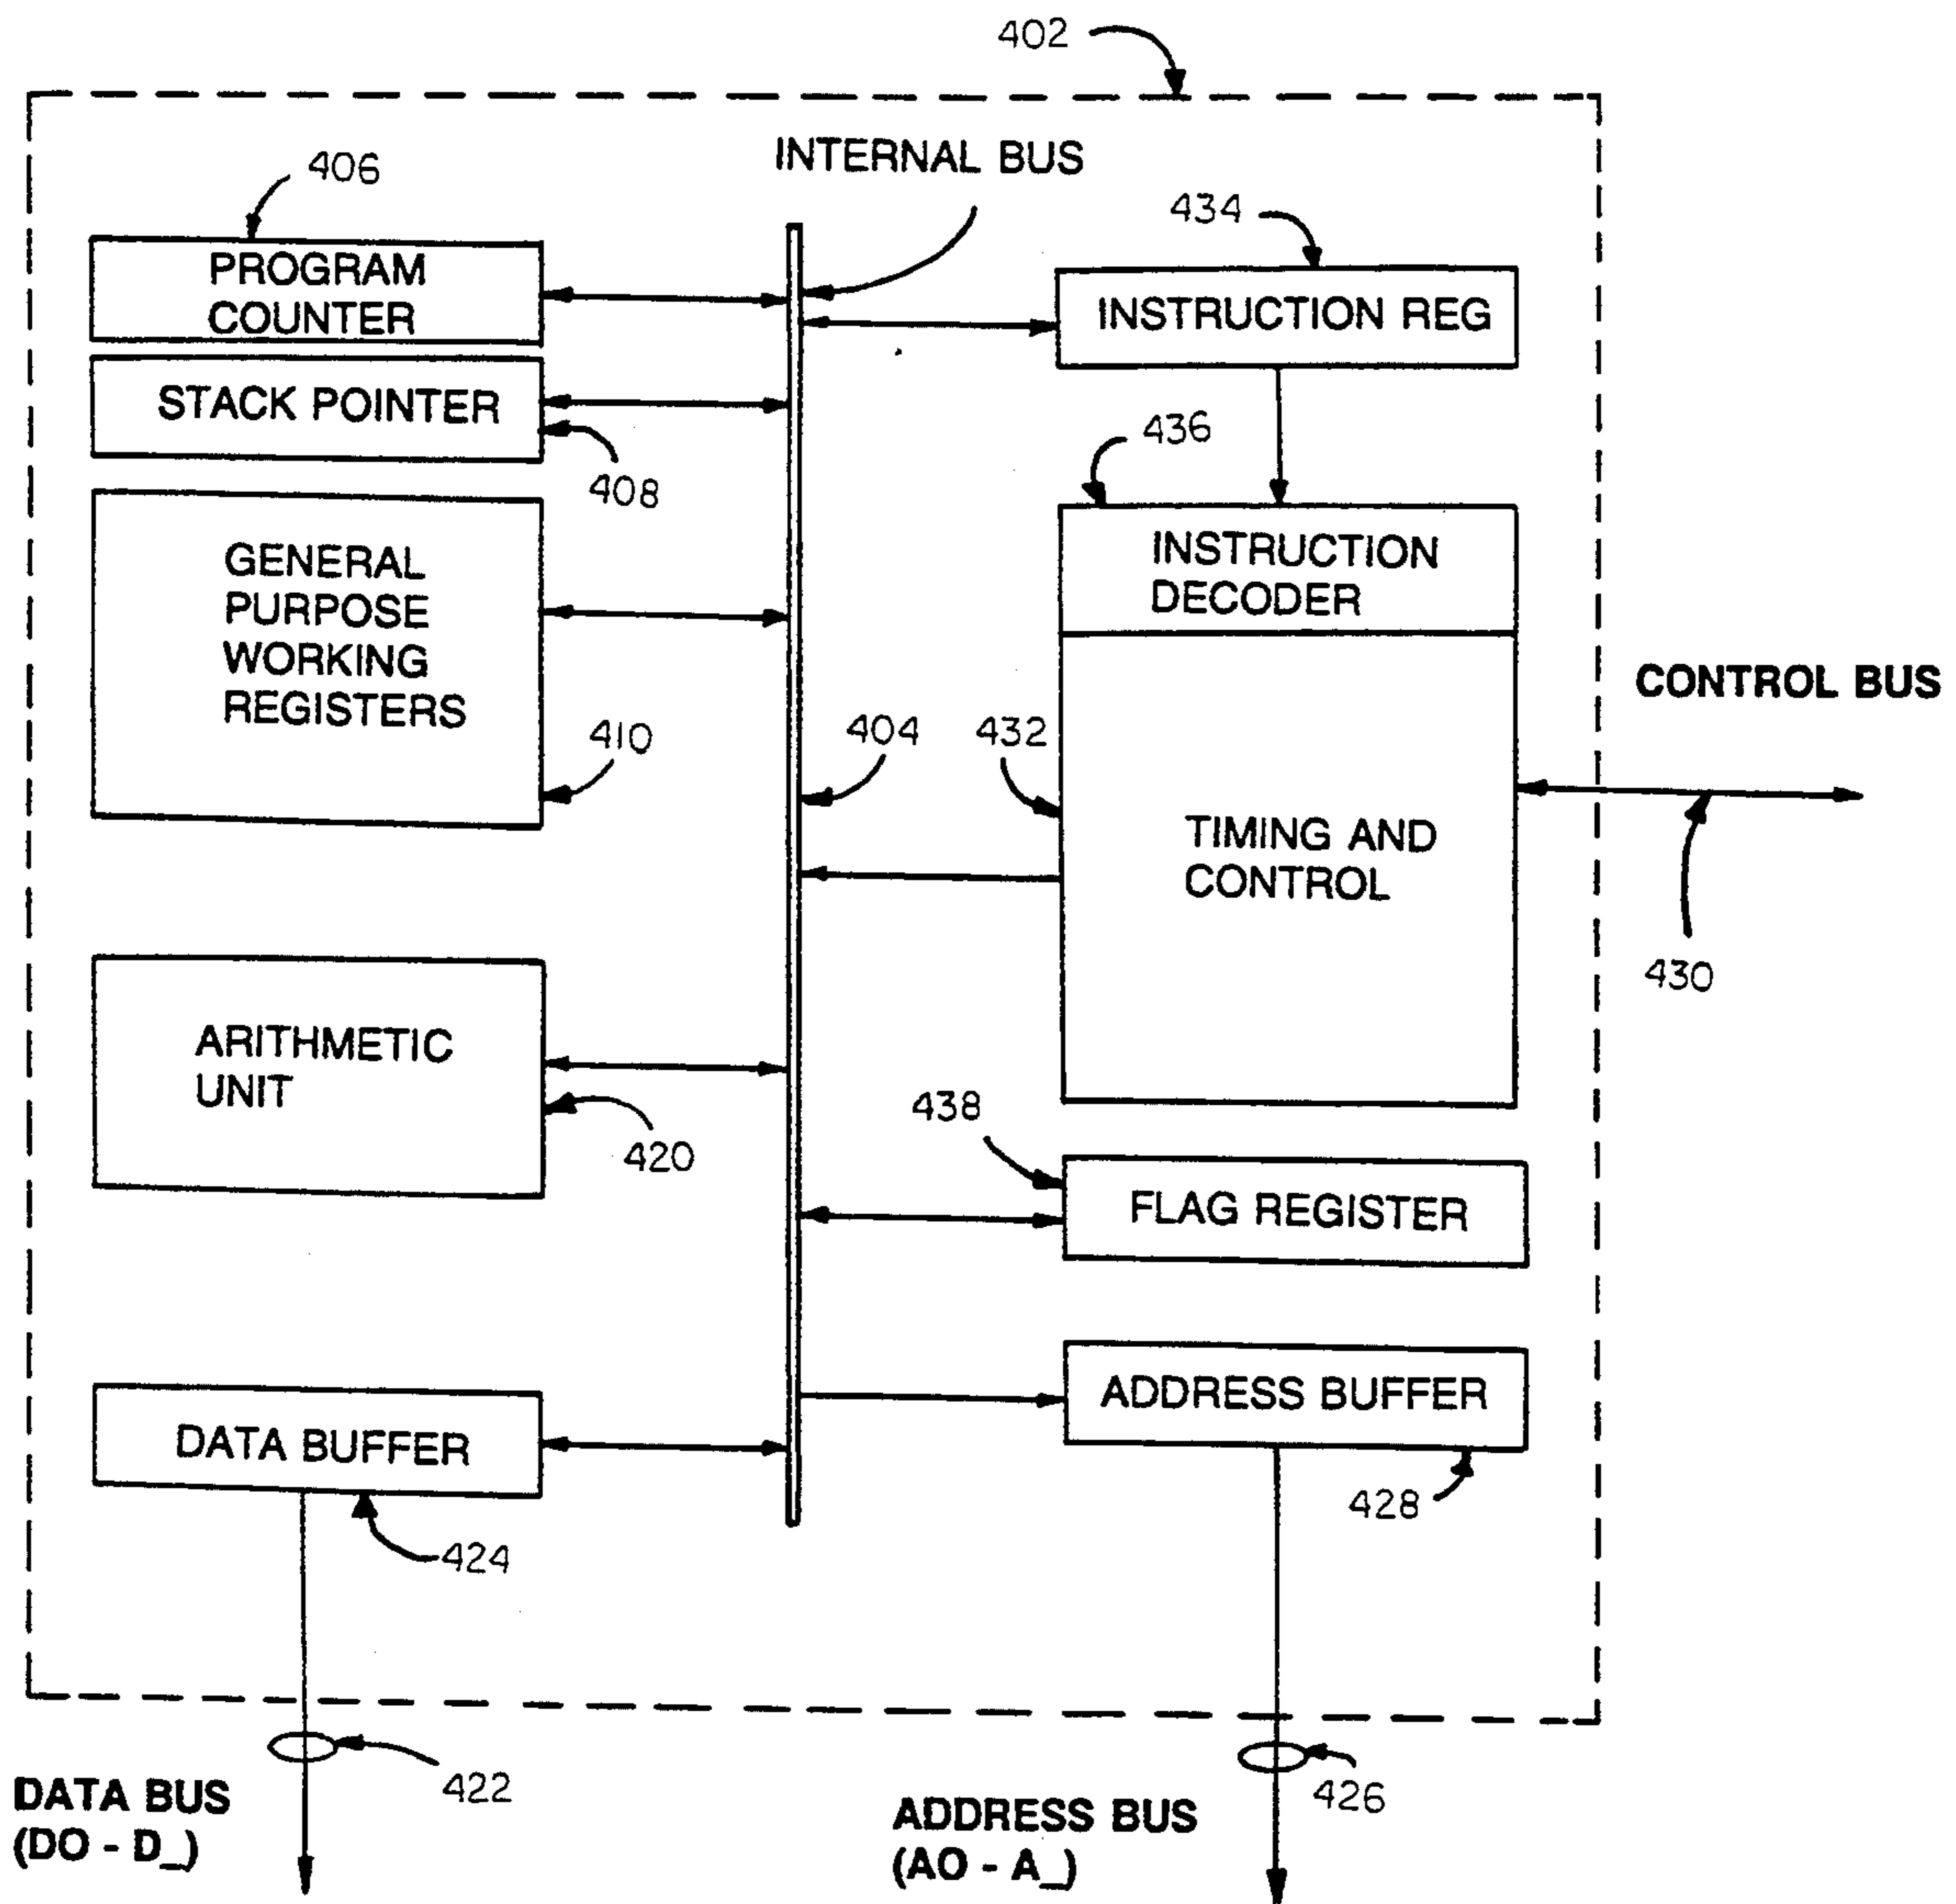 402
INTERNAL BUS
406
434
PROGRAM
COUNTER
INSTRUCTION REG
STACK POINTER
408
436
GENERAL
PURPOSE
WORKING
REGISTERS
INSTRUCTION
DECODER
CONTROL BUS
410
404
432
TIMING AND
CONTROL
430
ARITHMETIC
UNIT
420
438
FLAG REGISTER
ADDRESS BUFFER
DATA BUFFER
428
424
422
426
DATA BUS
(DO - D_)
ADDRESS BUS
(AO - A_)